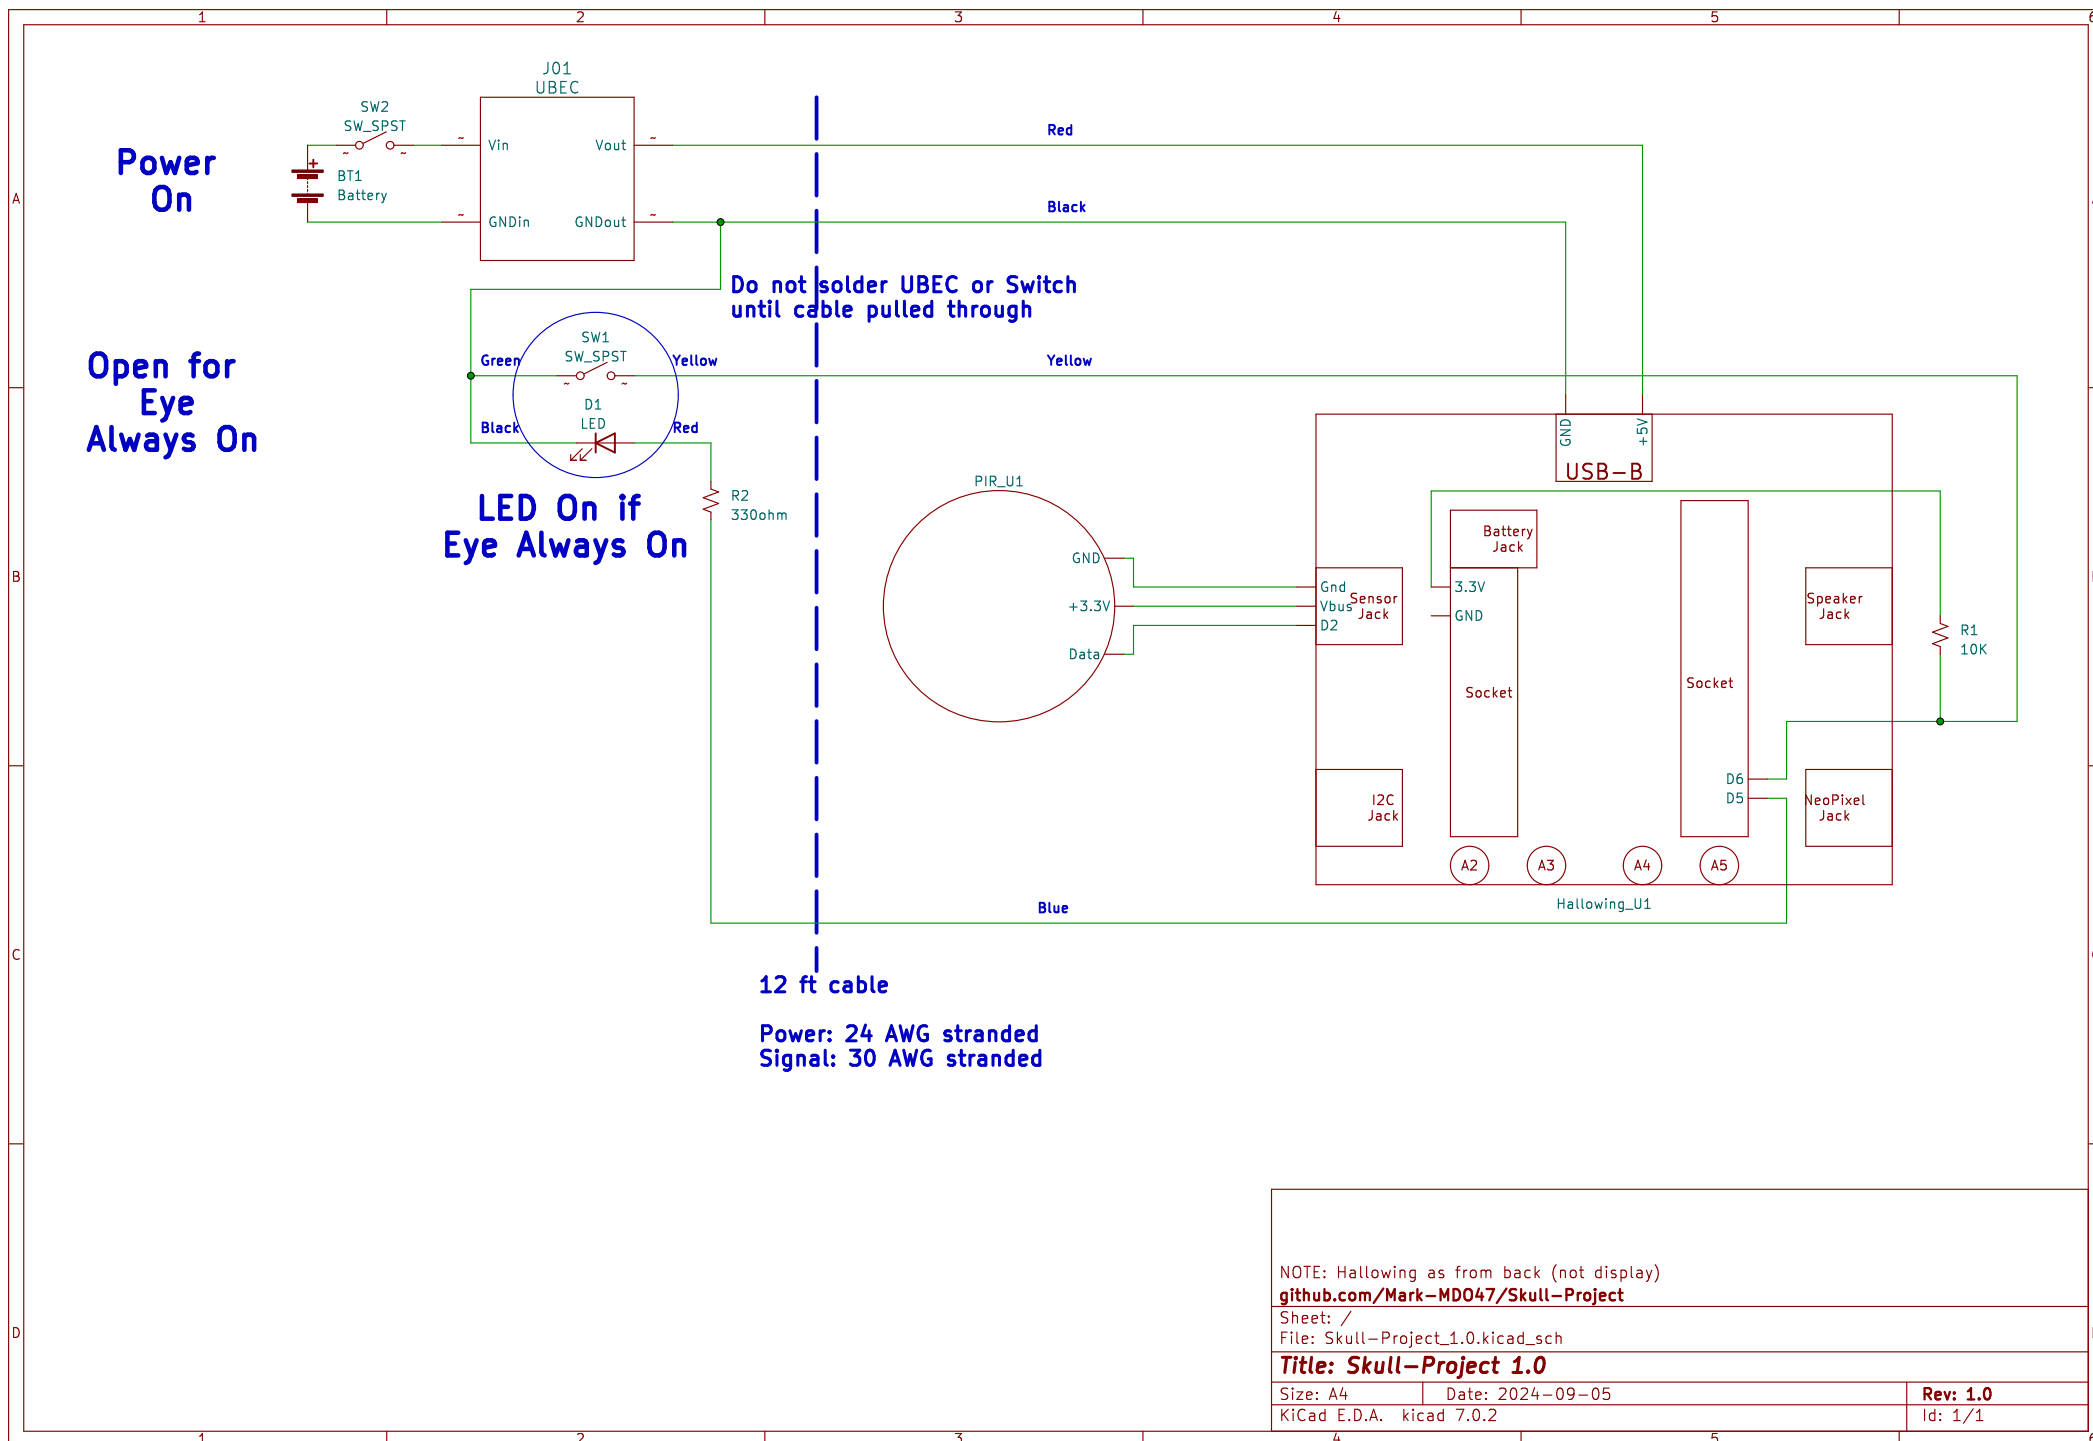 1 2 3 4 5 6
J01
UBEC
SW2
SW_SPST
~ ~
Power
On
+
BT1
Battery
~ Vin Vout ~
~ GNDin GNDout ~
Red
Black
A
Do not solder UBEC or Switch
until cable pulled through
Open for
Eye
Always On
SW1
SW_SPST
Green Yellow
~ ~
Yellow
D1
LED
Black Red
LED On if
Eye Always On
R2
330ohm
GND +5V
USB-B
PIR_U1
GND
+3.3V
Data
Gnd
Vbus
D2
Sensor
Jack
Battery
Jack
3.3V
GND
Socket
Socket
Speaker
Jack
R1
10K
B
D6
D5
I2C
Jack
NeoPixel
Jack
A2 A3 A4 A5
Hallowing_U1
Blue
C
12 ft cable
Power: 24 AWG stranded
Signal: 30 AWG stranded
D
NOTE: Hallowing as from back (not display)
github.com/Mark-MDO47/Skull-Project
Sheet: /
File: Skull-Project_1.0.kicad_sch
Title: Skull-Project 1.0
Size: A4 Date: 2024-09-05 Rev: 1.0
KiCad E.D.A. kicad 7.0.2 Id: 1/1
1 2 3 4 5 6